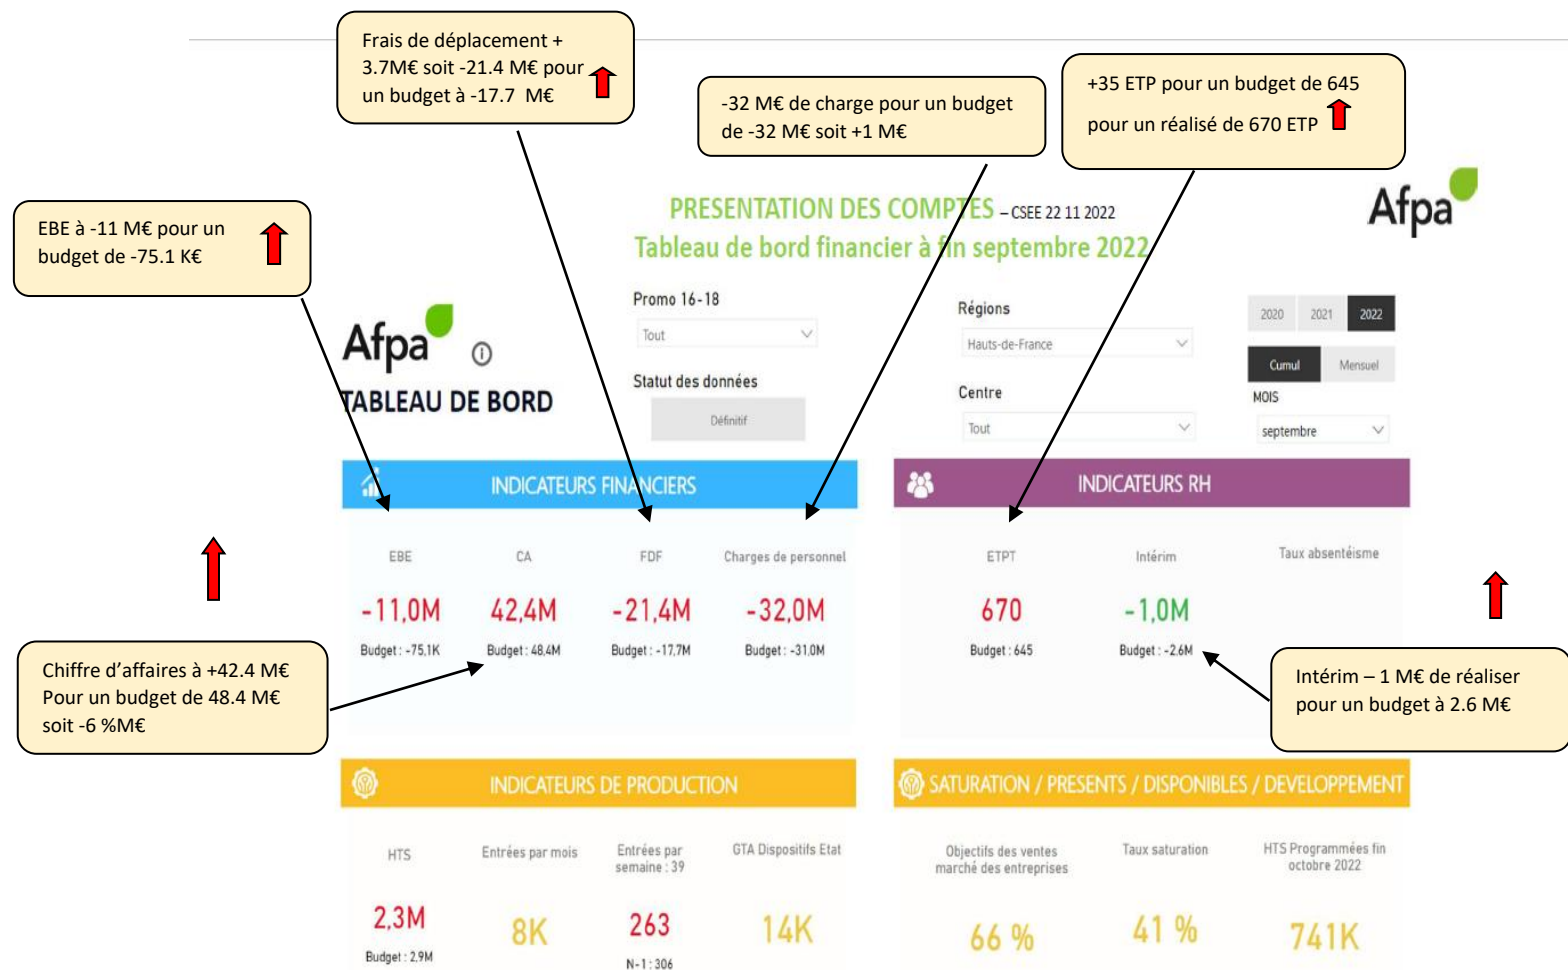 Frais de déplacement +
3.7M€ soit -21.4 M€ pour
un budget à -17.7 M€
-32 M€ de charge pour un budget
de -32 M€ soit +1 M€
+35 ETP pour un budget de 645
pour un réalisé de 670 ETP
EBE à -11 M€ pour un
budget de -75.1 K€
PRESENTATION DES COMPTES – CSEE 22 11 2022
Tableau de bord financier à fin septembre 2022
Afpa
Afpa
TABLEAU DE BORD
Promo 16-18
Tout
Statut des données
Définitif
Régions
Hauts-de-France
Centre
Tout
2020 2021 2022
Cumul Mensuel
MOIS
septembre
INDICATEURS FINANCIERS
EBE CA FDF Charges de personnel
-11,0M 42,4M -21,4M -32,0M
Budget : -75,1K Budget : 48,4M Budget : -17,7M Budget : -31,0M
INDICATEURS RH
ETPT Intérim Taux absentéisme
670 -1,0M
Budget : 645 Budget : -2,6M
Chiffre d'affaires à +42.4 M€
Pour un budget de 48.4 M€
soit -6 %M€
Intérim – 1 M€ de réaliser
pour un budget à 2.6 M€
INDICATEURS DE PRODUCTION
HTS Entrées par mois Entrées par GTA Dispositifs Etat
semaine : 39
2,3M 8K 263 14K
Budget : 2,9M N-1 : 306
SATURATION / PRESENTS / DISPONIBLES / DEVELOPPEMENT
Objectifs des ventes Taux saturation HTS Programmées fin
marché des entreprises octobre 2022
66 % 41 % 741K